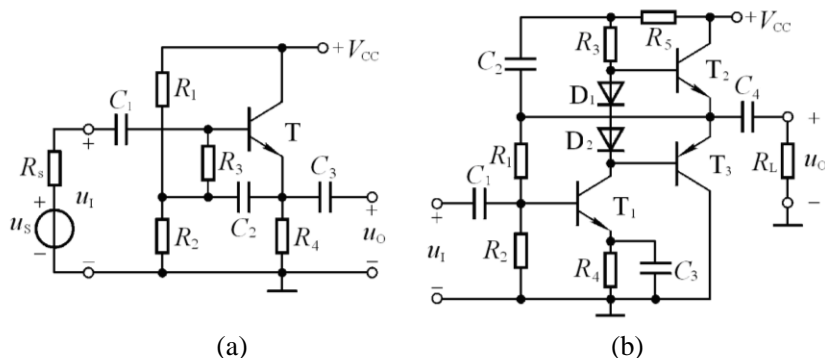 +V_CC
R_1
C_1
T
R_s
+
u_I
R_3
C_3
+
u_S
−
C_2
R_2
R_4
+
u_O
−
−
(a)
R_3
R_5
+V_CC
C_2
T_2
D_1
C_4
+
D_2
R_1
T_3
R_L
u_O
C_1
−
+
T_1
u_I
R_2
R_4
C_3
−
(b)